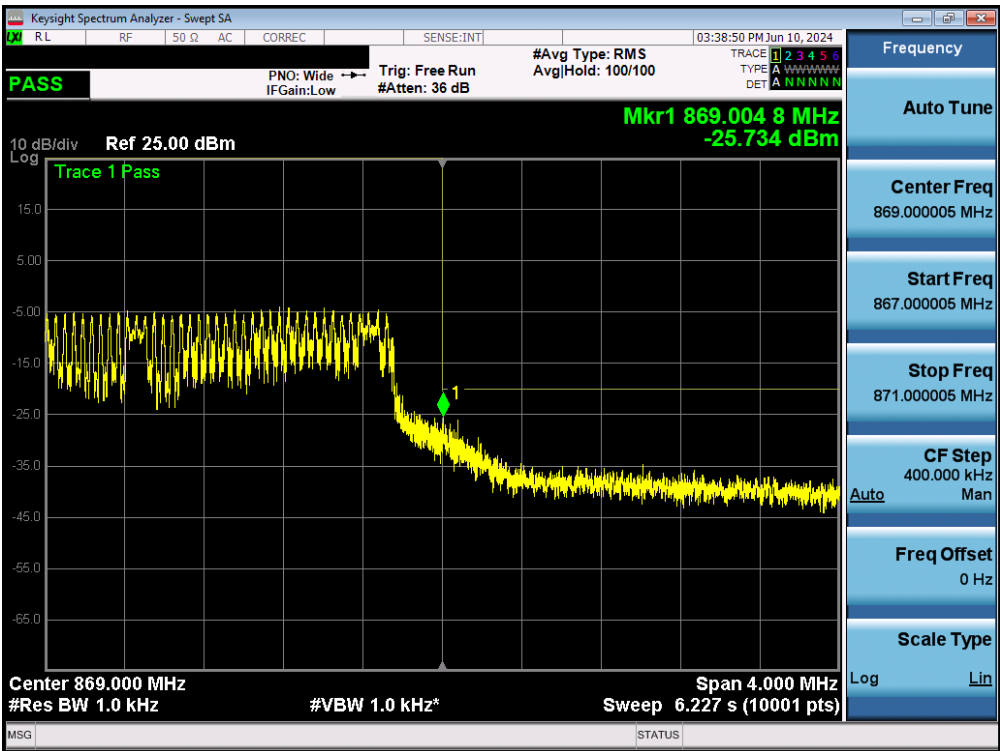 Keysight Spectrum Analyzer - Swept SA
LXI RL RF 50 Ω AC CORREC SENSE:INT 03:38:50 PM Jun 10, 2024
PASS
PNO: Wide
IFGain:Low
Trig: Free Run
#Atten: 36 dB
#Avg Type: RMS
Avg|Hold: 100/100
TRACE 1 2 3 4 5 6
TYPE A WWWWW
DET A N N N N N
Mkr1 869.004 8 MHz
-25.734 dBm
10 dB/div Ref 25.00 dBm
Log
Trace 1 Pass
15.0
5.00
-5.00
-15.0
1
-25.0
-35.0
-45.0
-55.0
-65.0
Center 869.000 MHz Span 4.000 MHz
#Res BW 1.0 kHz #VBW 1.0 kHz* Sweep 6.227 s (10001 pts)
MSG STATUS
Frequency
Auto Tune
Center Freq
869.000005 MHz
Start Freq
867.000005 MHz
Stop Freq
871.000005 MHz
CF Step
400.000 kHz
Auto Man
Freq Offset
0 Hz
Scale Type
Log Lin